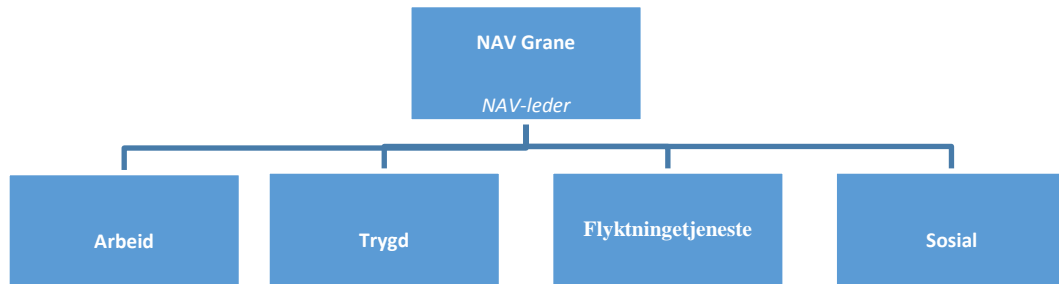 NAV Grane
NAV-leder
Arbeid
Trygd
Flyktningetjeneste
Sosial